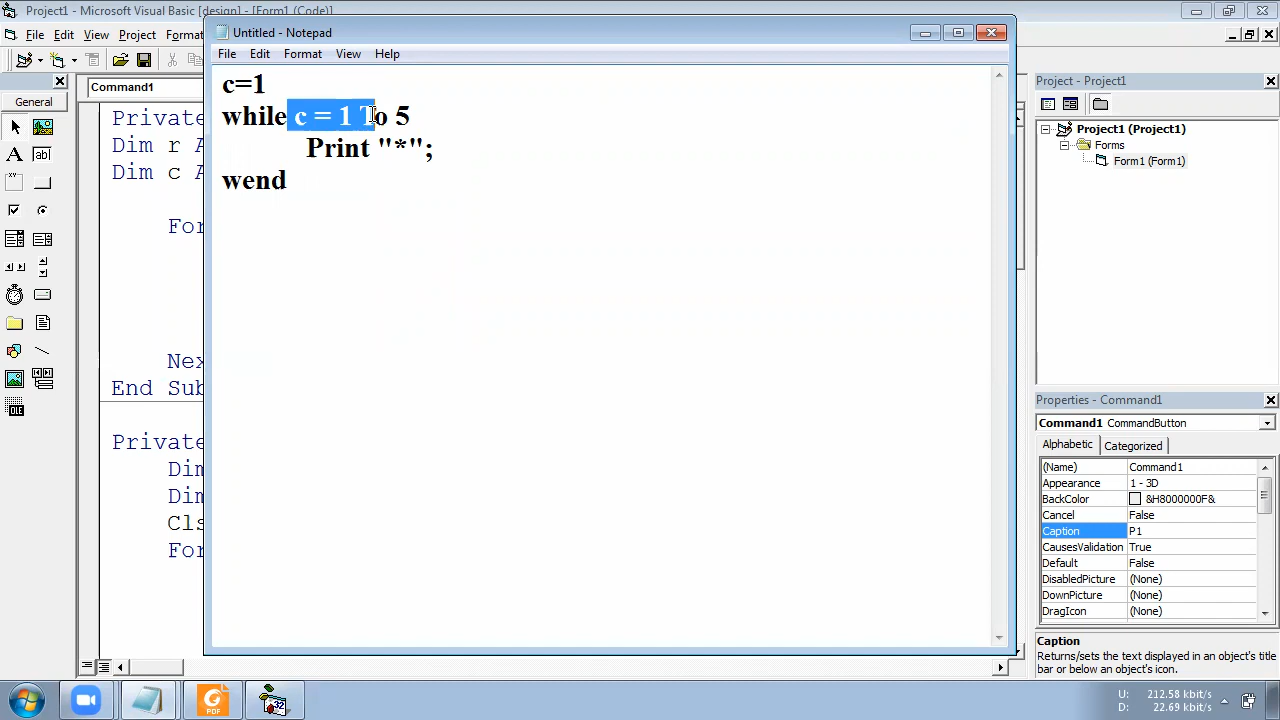 Project1 - Microsoft Visual Basic [design] - [Form1 (Code)]
File Edit View Project Format
General
Command1
Private
Dim r A
Dim c A
For
Nex
End Sub
Private
Dim
Dim
Cls
For
Untitled - Notepad
File Edit Format View Help
c=1
while c = 1 To 5
Print "*";
wend
Project - Project1
Project1 (Project1)
Forms
Form1 (Form1)
Properties - Command1
Command1 CommandButton
Alphabetic Categorized
(Name) Command1
Appearance 1 - 3D
BackColor &H8000000F&
Cancel False
Caption P1
CausesValidation True
Default False
DisabledPicture (None)
DownPicture (None)
DragIcon (None)
Caption
Returns/sets the text displayed in an object's title
bar or below an object's icon.
U: 212.58 kbit/s
D: 22.69 kbit/s